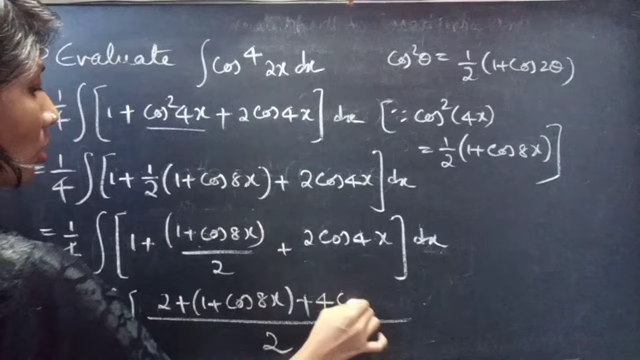 Evaluate ∫ cos⁴ 2x dx
cos²θ = 1/2 (1+cos 2θ)
1/4 ∫ [1 + cos² 4x + 2 cos 4x] dx [∵ cos²(4x)
= 1/2 (1+cos 8x)]
= 1/4 ∫ [1 + 1/2 (1+cos 8x) + 2 cos 4x] dx
= 1/4 ∫ [1 + (1+cos 8x)/2 + 2 cos 4x] dx
[ 2+(1+cos 8x)+4 / 2